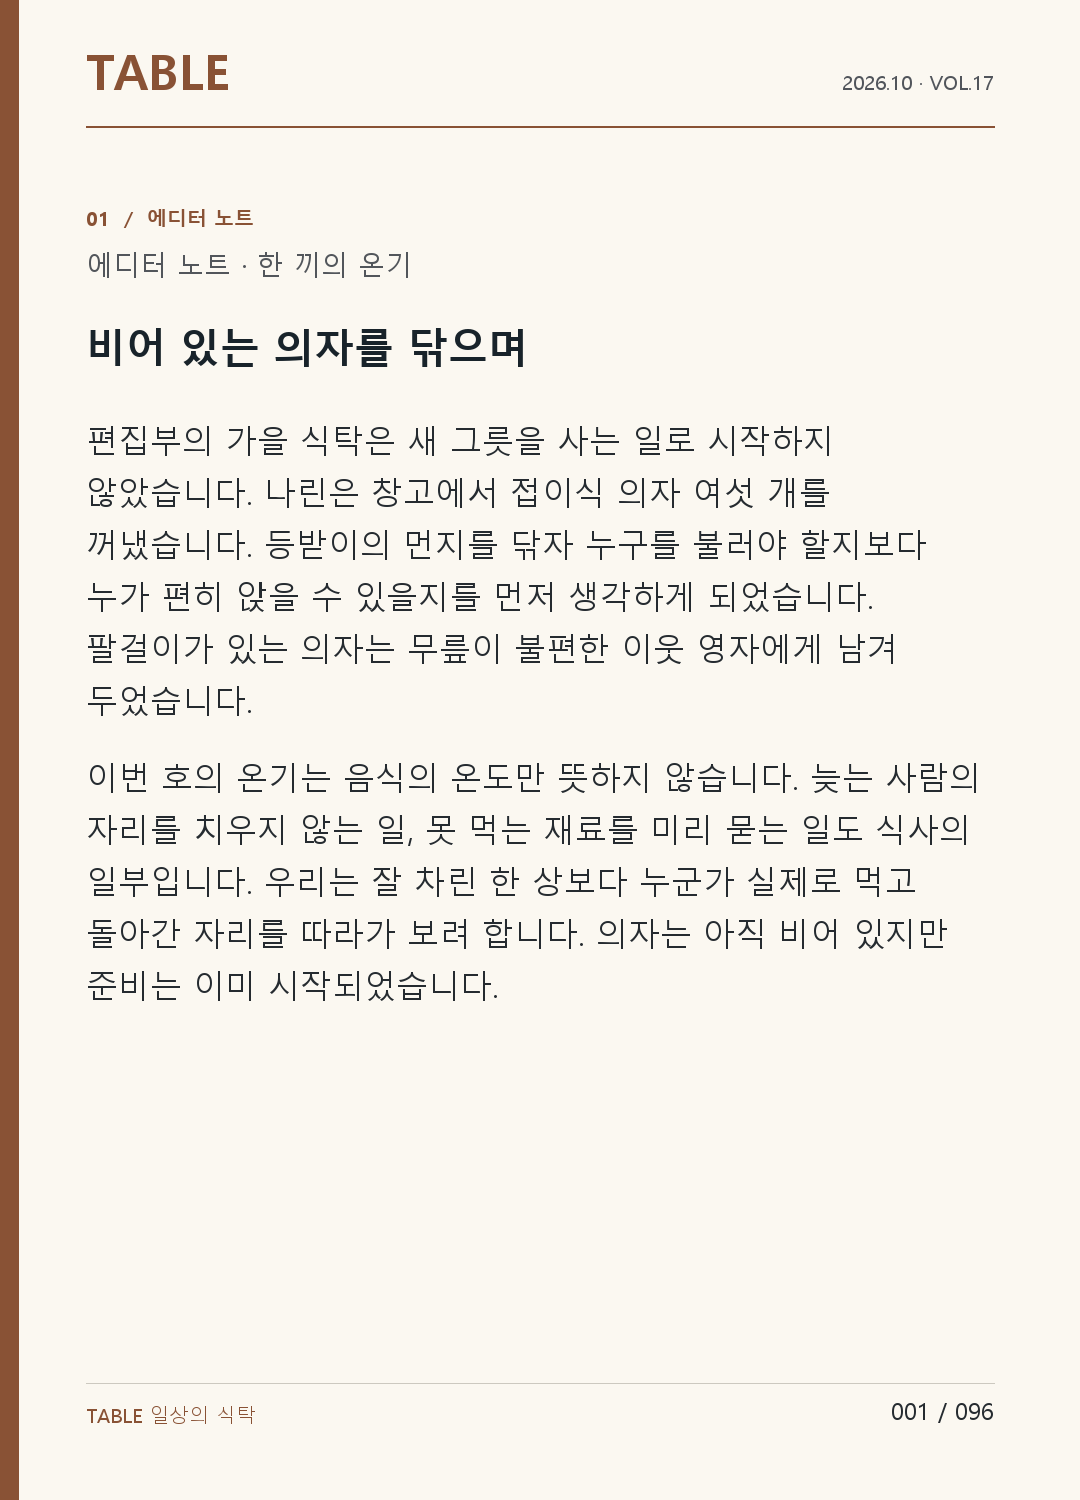 TABLE
2026.10 · VOL.17
01 / 에디터 노트
에디터 노트 · 한 끼의 온기
비어 있는 의자를 닦으며
편집부의 가을 식탁은 새 그릇을 사는 일로 시작하지
않았습니다. 나린은 창고에서 접이식 의자 여섯 개를
꺼냈습니다. 등받이의 먼지를 닦자 누구를 불러야 할지보다
누가 편히 앉을 수 있을지를 먼저 생각하게 되었습니다.
팔걸이가 있는 의자는 무릎이 불편한 이웃 영자에게 남겨
두었습니다.
이번 호의 온기는 음식의 온도만 뜻하지 않습니다. 늦는 사람의
자리를 치우지 않는 일, 못 먹는 재료를 미리 묻는 일도 식사의
일부입니다. 우리는 잘 차린 한 상보다 누군가 실제로 먹고
돌아간 자리를 따라가 보려 합니다. 의자는 아직 비어 있지만
준비는 이미 시작되었습니다.
TABLE 일상의 식탁
001 / 096